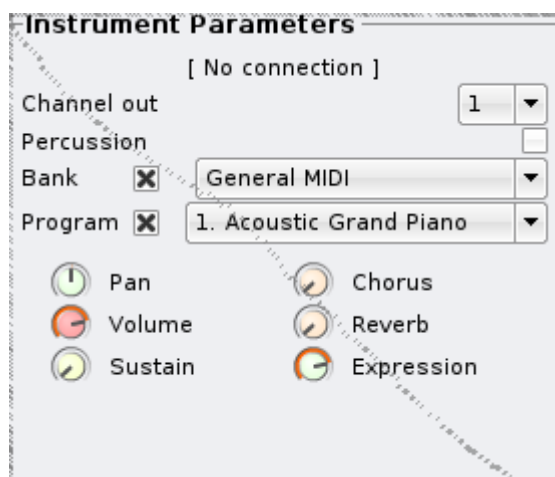 Instrument Parameters
[ No connection ]
Channel out 1
Percussion
Bank General MIDI
Program 1. Acoustic Grand Piano
Pan Chorus
Volume Reverb
Sustain Expression